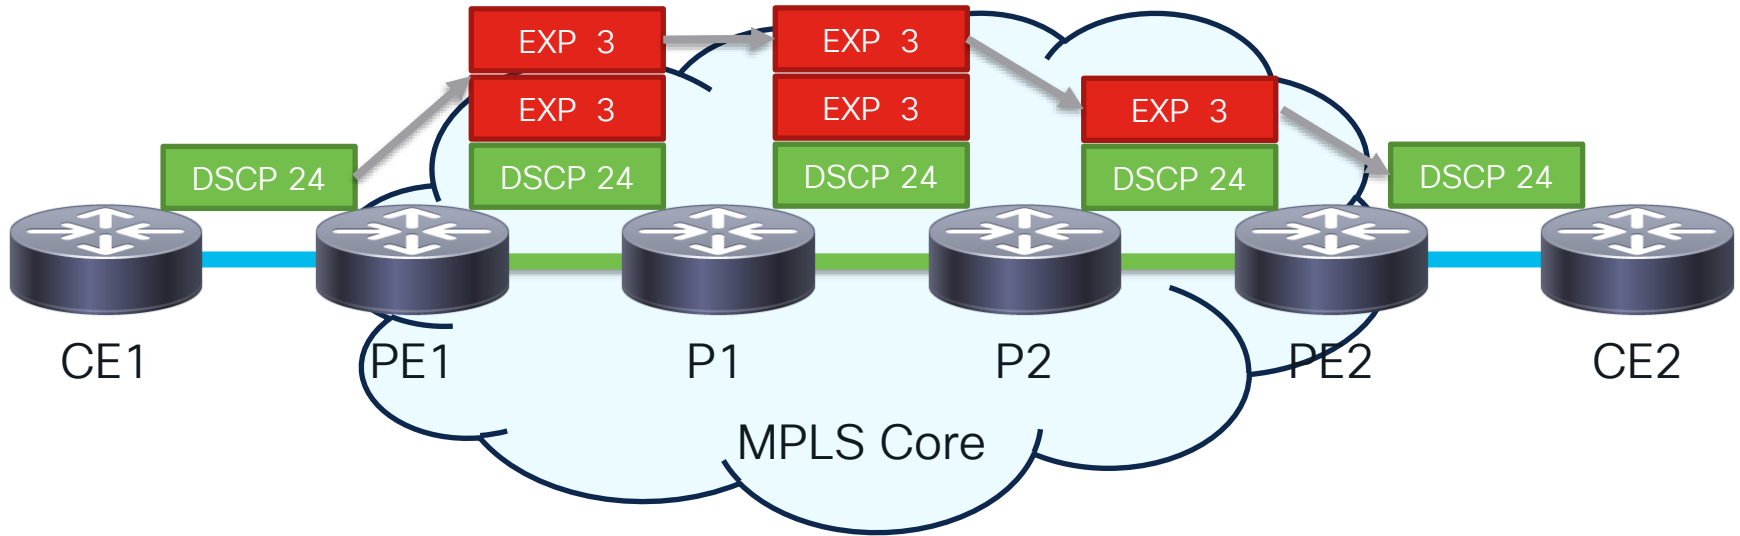 EXP 3
EXP 3
EXP 3
EXP 3
EXP 3
DSCP 24
DSCP 24
DSCP 24
DSCP 24
DSCP 24
CE1
PE1
P1
P2
PE2
CE2
MPLS Core